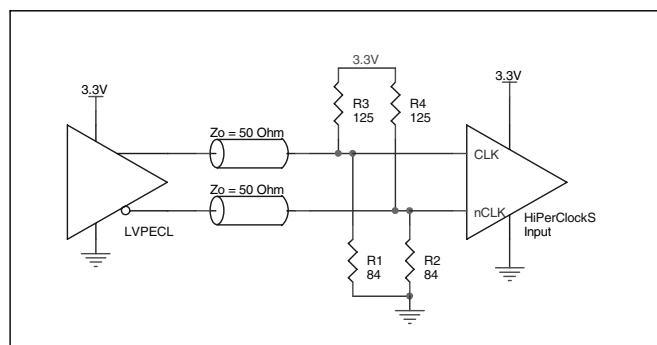 3.3V
3.3V
3.3V
R3
125
R4
125
Zo = 50 Ohm
CLK
Zo = 50 Ohm
nCLK
HiPerClockS
Input
LVPECL
R1
84
R2
84